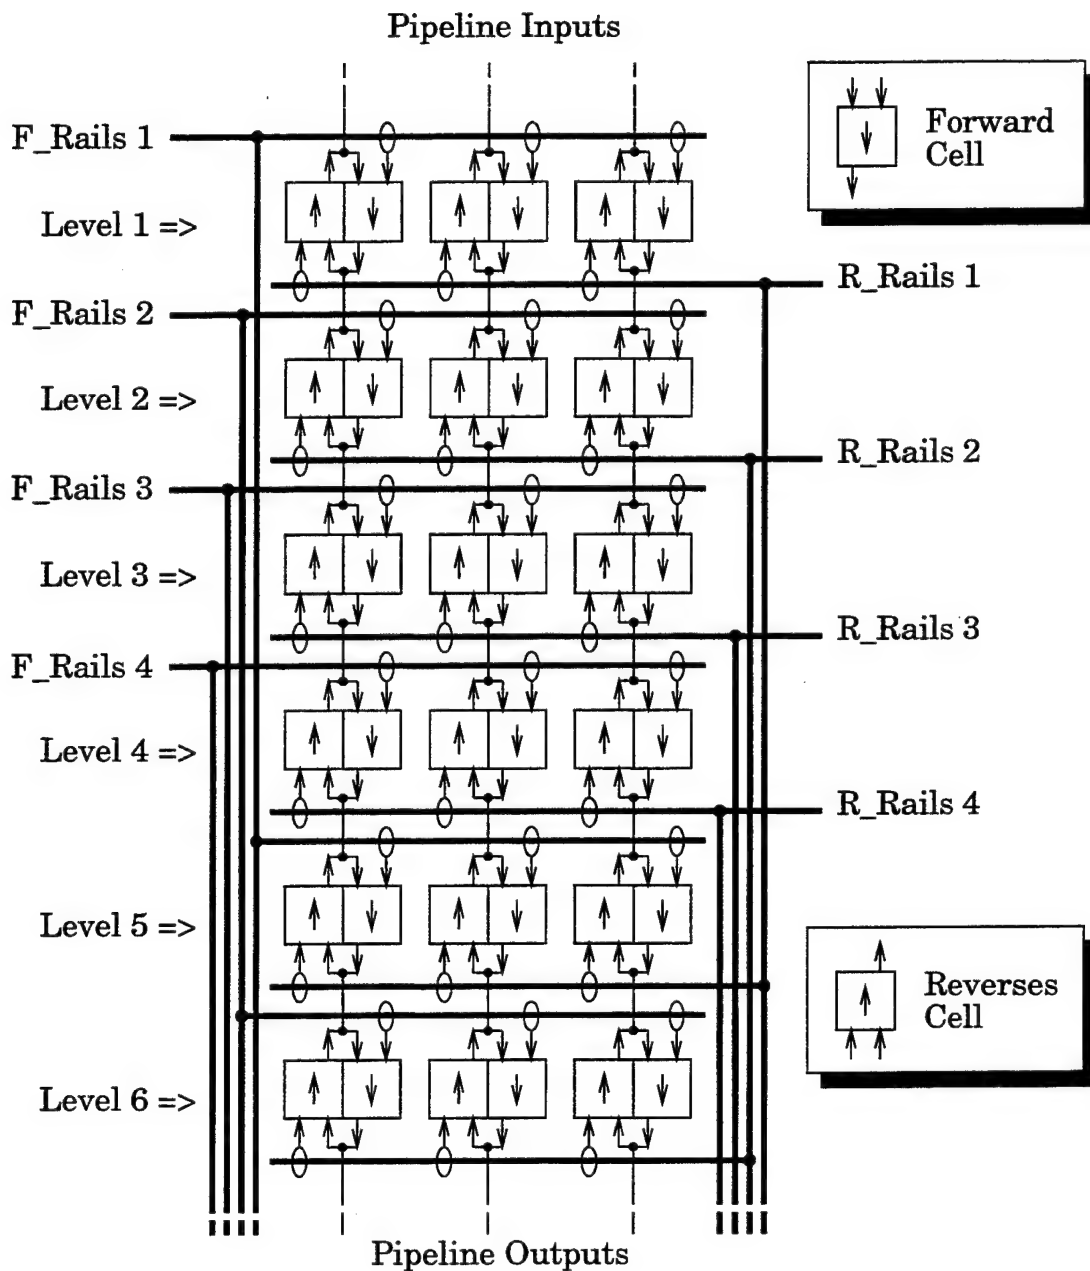 Pipeline Inputs
F_Rails 1
Forward
Cell
Level 1 =>
R_Rails 1
F_Rails 2
Level 2 =>
R_Rails 2
F_Rails 3
Level 3 =>
R_Rails 3
F_Rails 4
Level 4 =>
R_Rails 4
Level 5 =>
Reverses
Cell
Level 6 =>
Pipeline Outputs